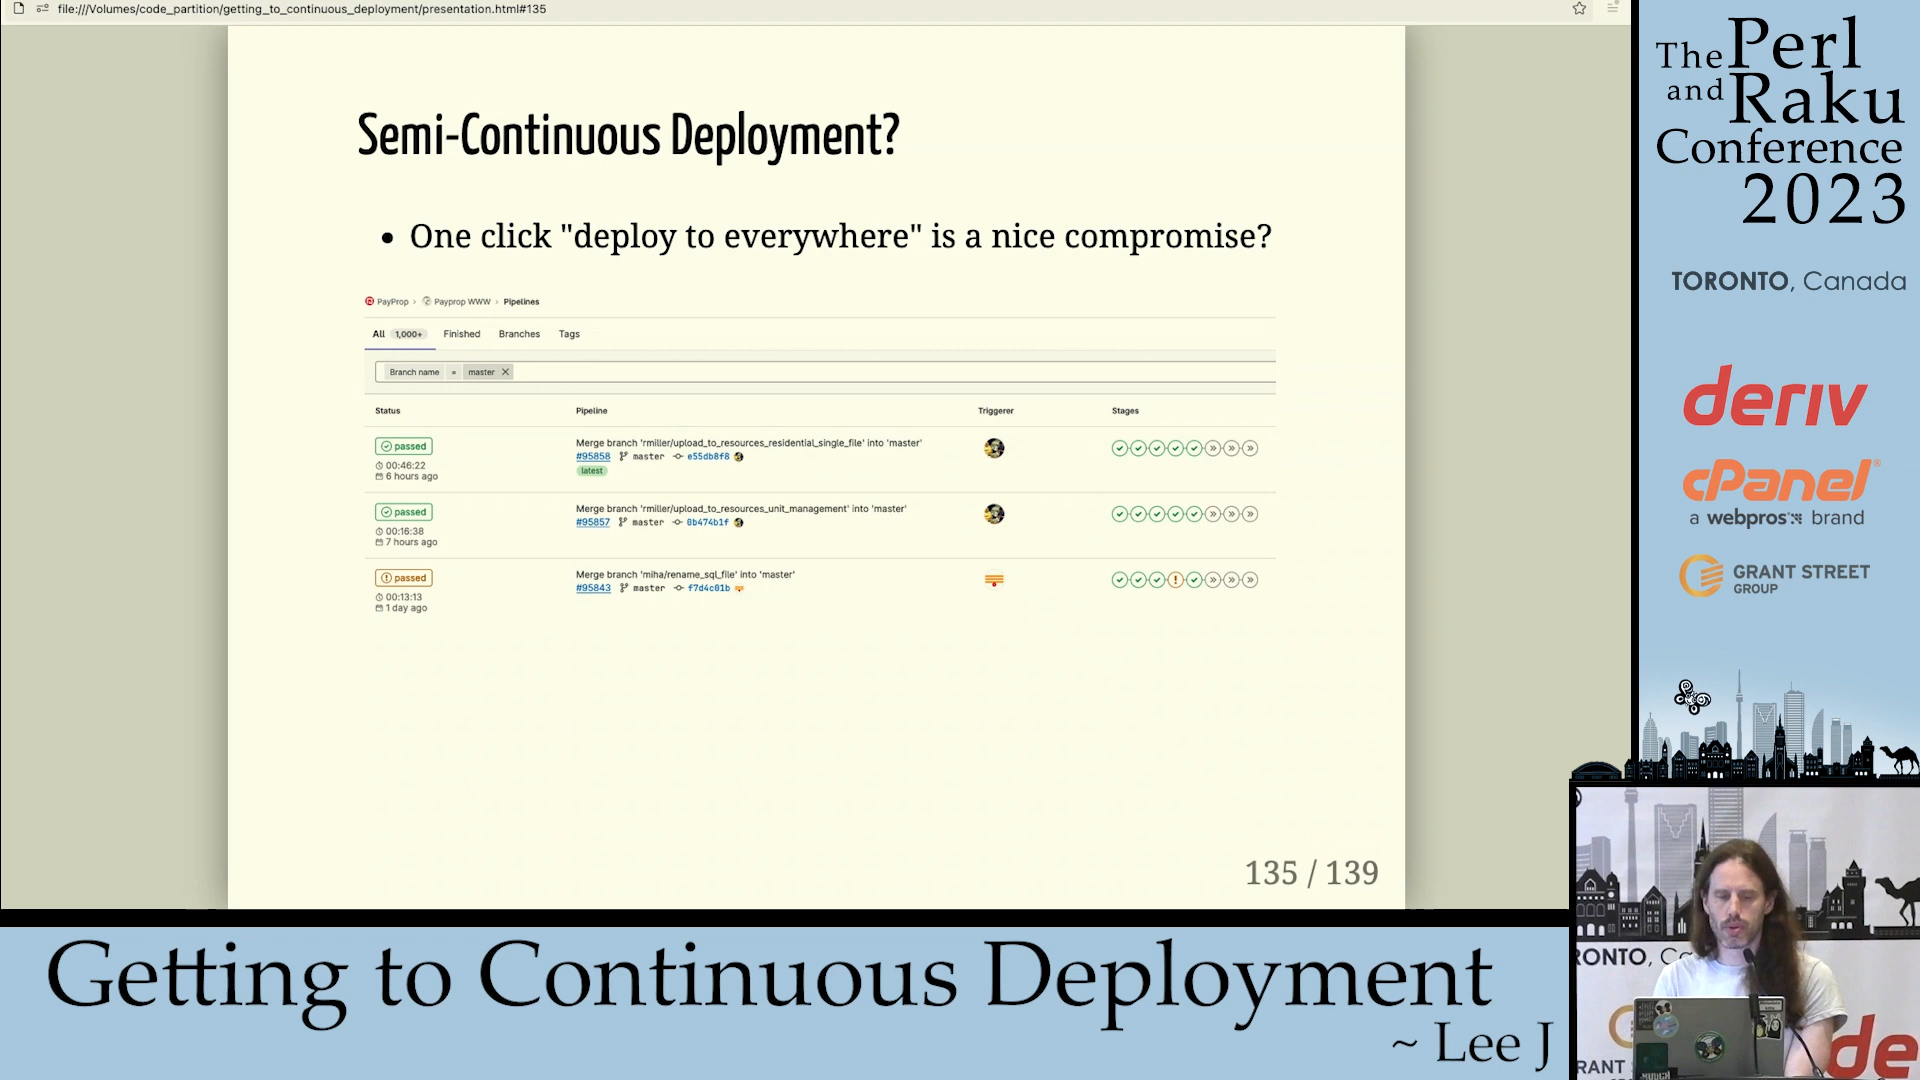 file:///Volumes/code_partition/getting_to_continuous_deployment/presentation.html#135
Semi-Continuous Deployment?
• One click "deploy to everywhere" is a nice compromise?
PayProp › Payprop WWW › Pipelines
All 1,000+ Finished Branches Tags
Branch name = master ×
Status Pipeline Triggerer Stages
passed
00:46:22
6 hours ago
Merge branch 'rmiller/upload_to_resources_residential_single_file' into 'master'
#95858 master e55db8f8
latest
passed
00:16:38
7 hours ago
Merge branch 'rmiller/upload_to_resources_unit_management' into 'master'
#95857 master 0b474b1f
passed
00:13:13
1 day ago
Merge branch 'miha/rename_sql_file' into 'master'
#95843 master f7d4c01b
135 / 139
The Perl
and Raku
Conference
2023
TORONTO, Canada
deriv
cPanel®
a webpros brand
GRANT STREET
GROUP
RONTO, Ca
RANT
de
Getting to Continuous Deployment
~ Lee J